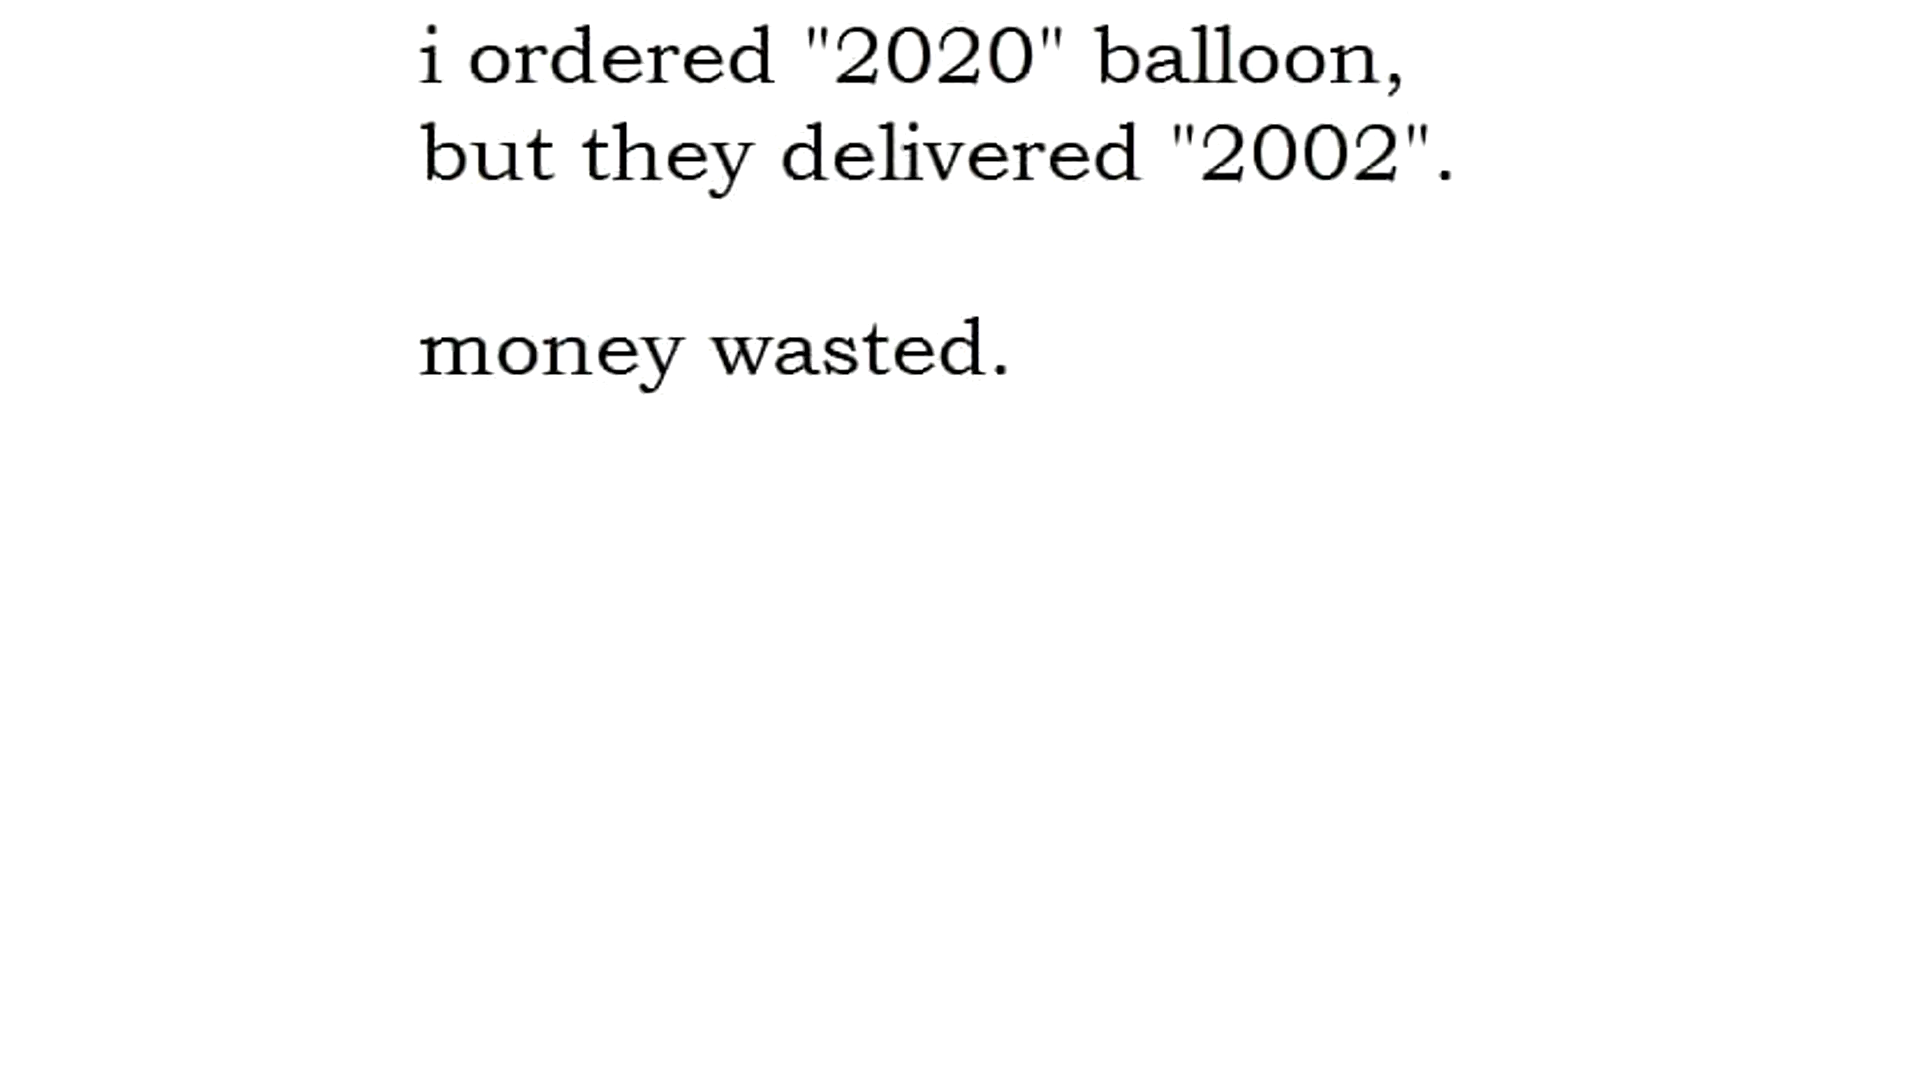 i ordered "2020" balloon,
but they delivered "2002".
money wasted.